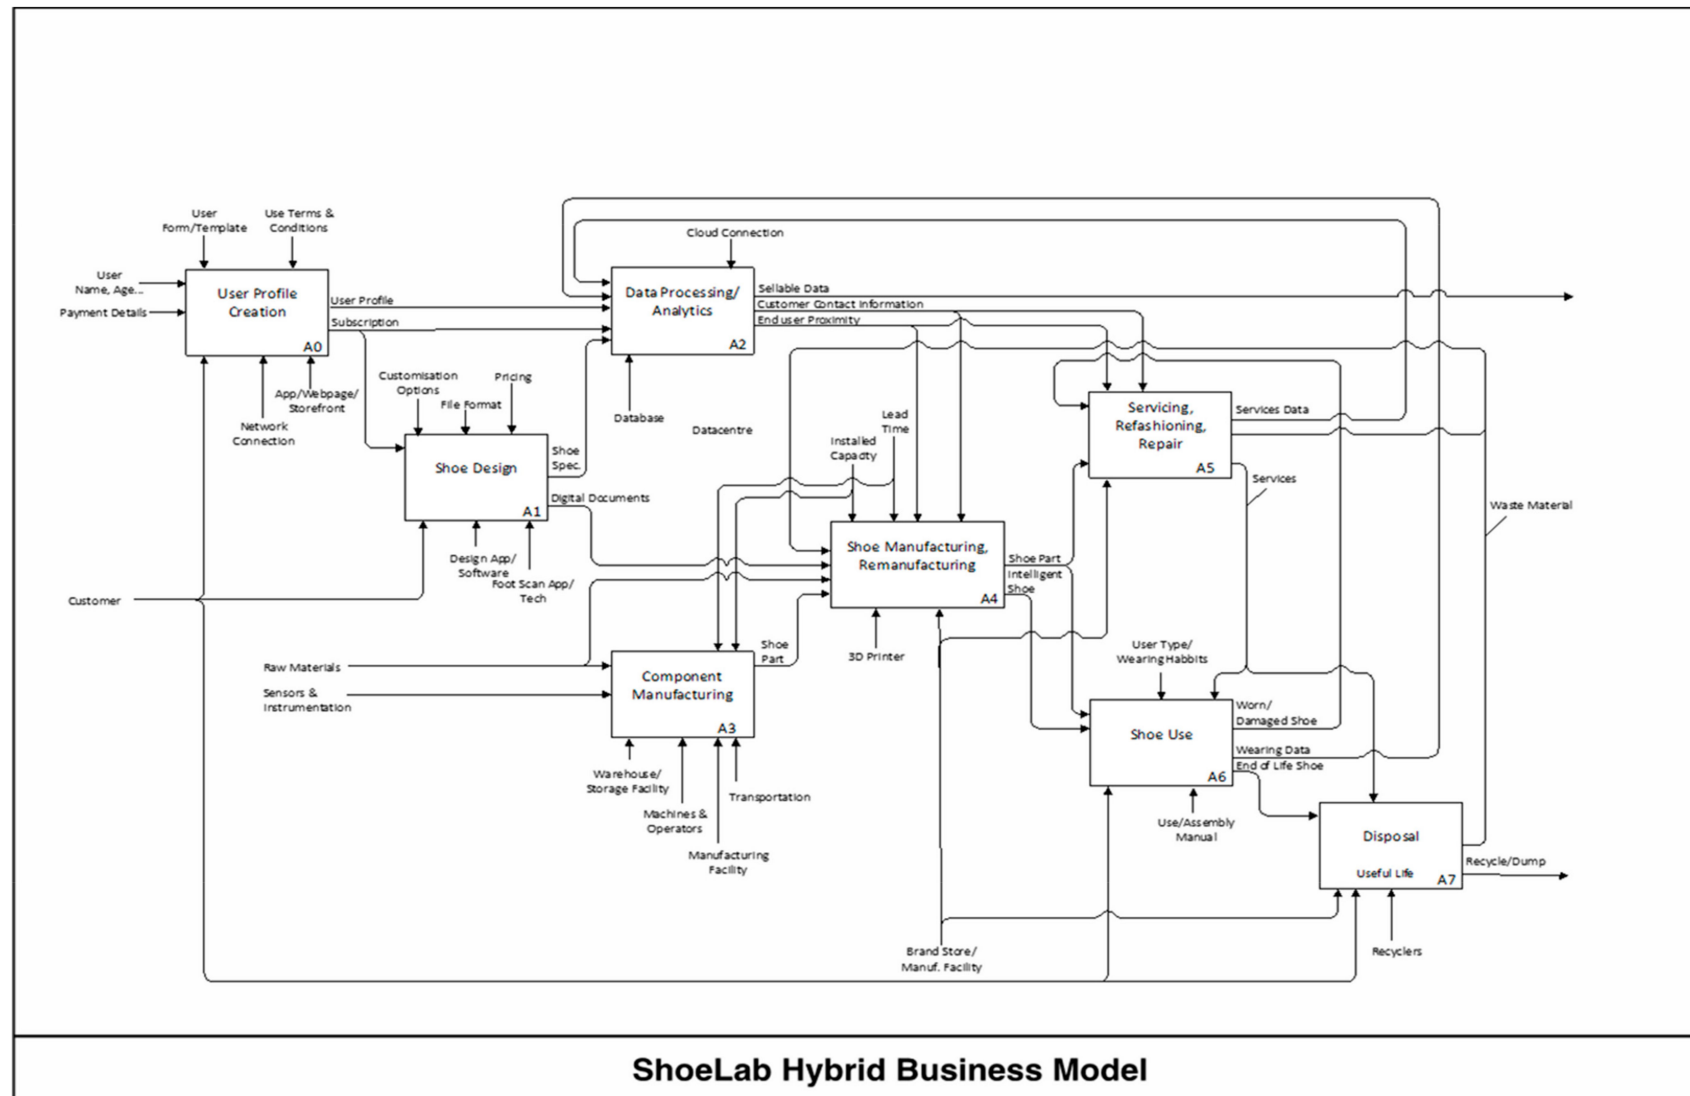 User
Form/Template
Use Terms &
Conditions
User
Name, Age...
Payment Details
User Profile
Creation
A0
User Profile
Subscription
App/Webpage/
Storefront
Network
Connection
Cloud Connection
Data Processing/
Analytics
A2
Sellable Data
Customer Contact Information
End user Proximity
Database
Datacentre
Customisation
Options
File Format
Pricing
Shoe Design
A1
Shoe
Spec.
Digital Documents
Design App/
Software
Foot Scan App/
Tech
Customer
Lead
Time
Installed
Capacity
Servicing,
Refashioning,
Repair
A5
Services Data
Services
Waste Material
Shoe Manufacturing,
Remanufacturing
A4
Shoe Part
Intelligent
Shoe
3D Printer
Raw Materials
Sensors &
Instrumentation
Component
Manufacturing
A3
Shoe
Part
Warehouse/
Storage Facility
Machines &
Operators
Manufacturing
Facility
Transportation
User Type/
Wearing Habbits
Shoe Use
A6
Worn/
Damaged Shoe
Wearing Data
End of Life Shoe
Use/Assembly
Manual
Disposal
Useful Life
A7
Recycle/Dump
Brand Store/
Manuf. Facility
Recyclers
ShoeLab Hybrid Business Model